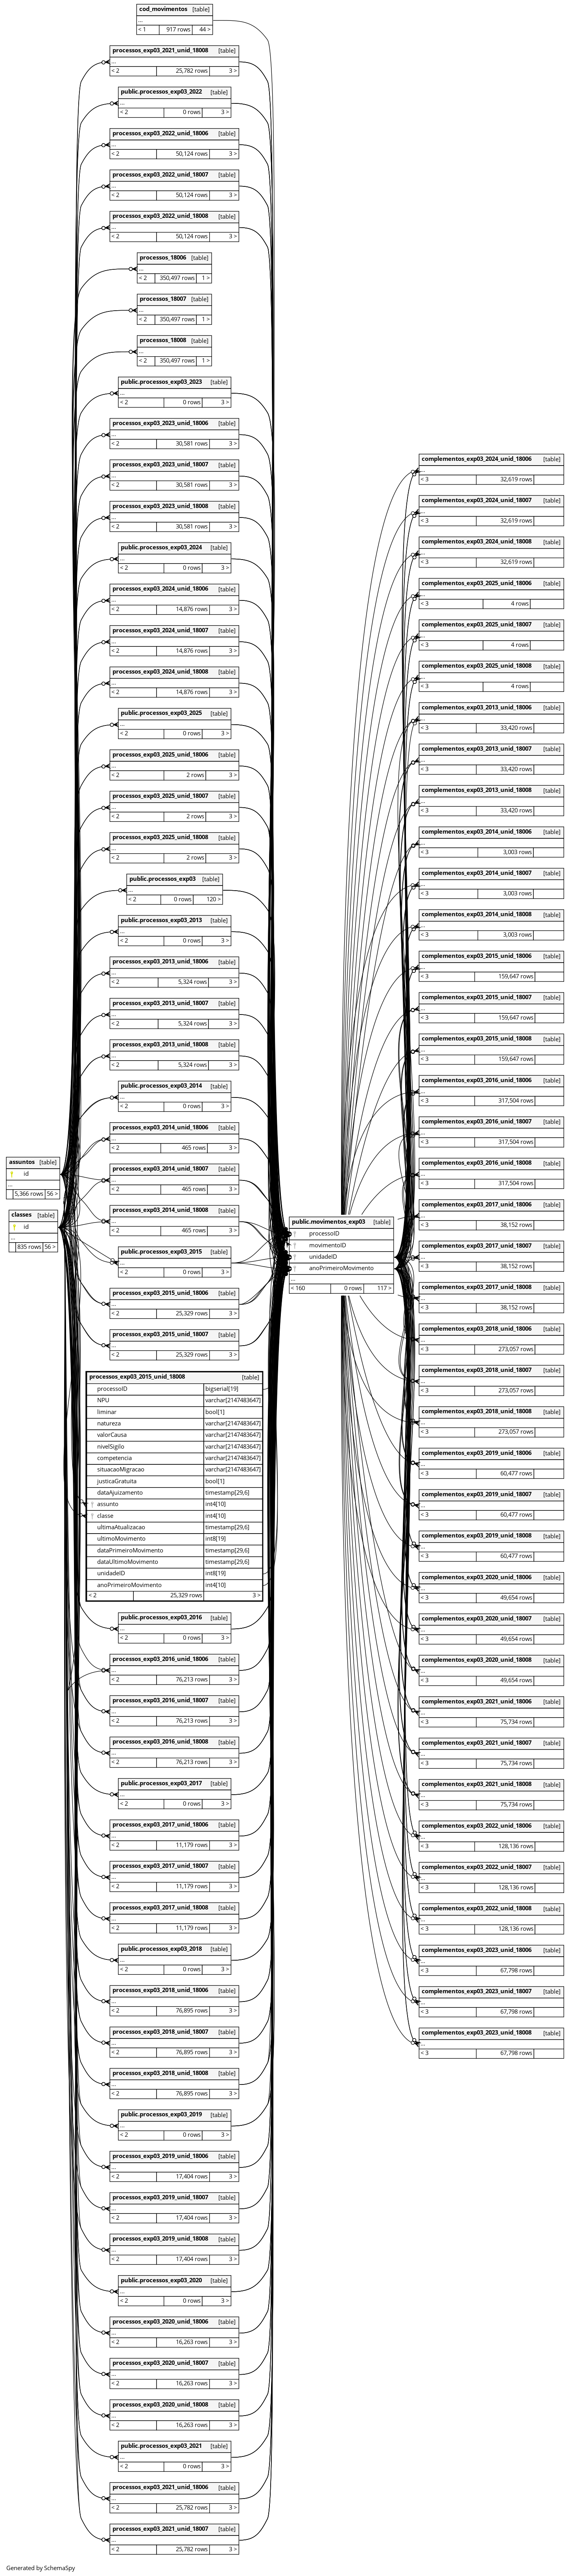 cod_movimentos [table]
...
< 1 917 rows 44 >
processos_exp03_2021_unid_18008 [table]
...
< 2 25,782 rows 3 >
public.processos_exp03_2022 [table]
...
< 2 0 rows 3 >
processos_exp03_2022_unid_18006 [table]
...
< 2 50,124 rows 3 >
processos_exp03_2022_unid_18007 [table]
...
< 2 50,124 rows 3 >
processos_exp03_2022_unid_18008 [table]
...
< 2 50,124 rows 3 >
processos_18006 [table]
...
< 2 350,497 rows 1 >
processos_18007 [table]
...
< 2 350,497 rows 1 >
processos_18008 [table]
...
< 2 350,497 rows 1 >
public.processos_exp03_2023 [table]
...
< 2 0 rows 3 >
processos_exp03_2023_unid_18006 [table]
...
< 2 30,581 rows 3 >
processos_exp03_2023_unid_18007 [table]
...
< 2 30,581 rows 3 >
processos_exp03_2023_unid_18008 [table]
...
< 2 30,581 rows 3 >
public.processos_exp03_2024 [table]
...
< 2 0 rows 3 >
processos_exp03_2024_unid_18006 [table]
...
< 2 14,876 rows 3 >
processos_exp03_2024_unid_18007 [table]
...
< 2 14,876 rows 3 >
processos_exp03_2024_unid_18008 [table]
...
< 2 14,876 rows 3 >
public.processos_exp03_2025 [table]
...
< 2 0 rows 3 >
processos_exp03_2025_unid_18006 [table]
...
< 2 2 rows 3 >
processos_exp03_2025_unid_18007 [table]
...
< 2 2 rows 3 >
processos_exp03_2025_unid_18008 [table]
...
< 2 2 rows 3 >
public.processos_exp03 [table]
...
< 2 0 rows 120 >
public.processos_exp03_2013 [table]
...
< 2 0 rows 3 >
processos_exp03_2013_unid_18006 [table]
...
< 2 5,324 rows 3 >
processos_exp03_2013_unid_18007 [table]
...
< 2 5,324 rows 3 >
processos_exp03_2013_unid_18008 [table]
...
< 2 5,324 rows 3 >
public.processos_exp03_2014 [table]
...
< 2 0 rows 3 >
processos_exp03_2014_unid_18006 [table]
...
< 2 465 rows 3 >
processos_exp03_2014_unid_18007 [table]
...
< 2 465 rows 3 >
processos_exp03_2014_unid_18008 [table]
...
< 2 465 rows 3 >
public.processos_exp03_2015 [table]
...
< 2 0 rows 3 >
processos_exp03_2015_unid_18006 [table]
...
< 2 25,329 rows 3 >
processos_exp03_2015_unid_18007 [table]
...
< 2 25,329 rows 3 >
assuntos [table]
id
...
5,366 rows 56 >
classes [table]
id
...
835 rows 56 >
processos_exp03_2015_unid_18008 [table]
processoID bigserial[19]
NPU varchar[2147483647]
liminar bool[1]
natureza varchar[2147483647]
valorCausa varchar[2147483647]
nivelSigilo varchar[2147483647]
competencia varchar[2147483647]
situacaoMigracao varchar[2147483647]
justicaGratuita bool[1]
dataAjuizamento timestamp[29,6]
assunto int4[10]
classe int4[10]
ultimaAtualizacao timestamp[29,6]
ultimoMovimento int8[19]
dataPrimeiroMovimento timestamp[29,6]
dataUltimoMovimento timestamp[29,6]
unidadeID int8[19]
anoPrimeiroMovimento int4[10]
< 2 25,329 rows 3 >
public.processos_exp03_2016 [table]
...
< 2 0 rows 3 >
processos_exp03_2016_unid_18006 [table]
...
< 2 76,213 rows 3 >
processos_exp03_2016_unid_18007 [table]
...
< 2 76,213 rows 3 >
processos_exp03_2016_unid_18008 [table]
...
< 2 76,213 rows 3 >
public.processos_exp03_2017 [table]
...
< 2 0 rows 3 >
processos_exp03_2017_unid_18006 [table]
...
< 2 11,179 rows 3 >
processos_exp03_2017_unid_18007 [table]
...
< 2 11,179 rows 3 >
processos_exp03_2017_unid_18008 [table]
...
< 2 11,179 rows 3 >
public.processos_exp03_2018 [table]
...
< 2 0 rows 3 >
processos_exp03_2018_unid_18006 [table]
...
< 2 76,895 rows 3 >
processos_exp03_2018_unid_18007 [table]
...
< 2 76,895 rows 3 >
processos_exp03_2018_unid_18008 [table]
...
< 2 76,895 rows 3 >
public.processos_exp03_2019 [table]
...
< 2 0 rows 3 >
processos_exp03_2019_unid_18006 [table]
...
< 2 17,404 rows 3 >
processos_exp03_2019_unid_18007 [table]
...
< 2 17,404 rows 3 >
processos_exp03_2019_unid_18008 [table]
...
< 2 17,404 rows 3 >
public.processos_exp03_2020 [table]
...
< 2 0 rows 3 >
processos_exp03_2020_unid_18006 [table]
...
< 2 16,263 rows 3 >
processos_exp03_2020_unid_18007 [table]
...
< 2 16,263 rows 3 >
processos_exp03_2020_unid_18008 [table]
...
< 2 16,263 rows 3 >
public.processos_exp03_2021 [table]
...
< 2 0 rows 3 >
processos_exp03_2021_unid_18006 [table]
...
< 2 25,782 rows 3 >
processos_exp03_2021_unid_18007 [table]
...
< 2 25,782 rows 3 >
public.movimentos_exp03 [table]
processoID
movimentoID
unidadeID
anoPrimeiroMovimento
...
< 160 0 rows 117 >
complementos_exp03_2024_unid_18006 [table]
...
< 3 32,619 rows
complementos_exp03_2024_unid_18007 [table]
...
< 3 32,619 rows
complementos_exp03_2024_unid_18008 [table]
...
< 3 32,619 rows
complementos_exp03_2025_unid_18006 [table]
...
< 3 4 rows
complementos_exp03_2025_unid_18007 [table]
...
< 3 4 rows
complementos_exp03_2025_unid_18008 [table]
...
< 3 4 rows
complementos_exp03_2013_unid_18006 [table]
...
< 3 33,420 rows
complementos_exp03_2013_unid_18007 [table]
...
< 3 33,420 rows
complementos_exp03_2013_unid_18008 [table]
...
< 3 33,420 rows
complementos_exp03_2014_unid_18006 [table]
...
< 3 3,003 rows
complementos_exp03_2014_unid_18007 [table]
...
< 3 3,003 rows
complementos_exp03_2014_unid_18008 [table]
...
< 3 3,003 rows
complementos_exp03_2015_unid_18006 [table]
...
< 3 159,647 rows
complementos_exp03_2015_unid_18007 [table]
...
< 3 159,647 rows
complementos_exp03_2015_unid_18008 [table]
...
< 3 159,647 rows
complementos_exp03_2016_unid_18006 [table]
...
< 3 317,504 rows
complementos_exp03_2016_unid_18007 [table]
...
< 3 317,504 rows
complementos_exp03_2016_unid_18008 [table]
...
< 3 317,504 rows
complementos_exp03_2017_unid_18006 [table]
...
< 3 38,152 rows
complementos_exp03_2017_unid_18007 [table]
...
< 3 38,152 rows
complementos_exp03_2017_unid_18008 [table]
...
< 3 38,152 rows
complementos_exp03_2018_unid_18006 [table]
...
< 3 273,057 rows
complementos_exp03_2018_unid_18007 [table]
...
< 3 273,057 rows
complementos_exp03_2018_unid_18008 [table]
...
< 3 273,057 rows
complementos_exp03_2019_unid_18006 [table]
...
< 3 60,477 rows
complementos_exp03_2019_unid_18007 [table]
...
< 3 60,477 rows
complementos_exp03_2019_unid_18008 [table]
...
< 3 60,477 rows
complementos_exp03_2020_unid_18006 [table]
...
< 3 49,654 rows
complementos_exp03_2020_unid_18007 [table]
...
< 3 49,654 rows
complementos_exp03_2020_unid_18008 [table]
...
< 3 49,654 rows
complementos_exp03_2021_unid_18006 [table]
...
< 3 75,734 rows
complementos_exp03_2021_unid_18007 [table]
...
< 3 75,734 rows
complementos_exp03_2021_unid_18008 [table]
...
< 3 75,734 rows
complementos_exp03_2022_unid_18006 [table]
...
< 3 128,136 rows
complementos_exp03_2022_unid_18007 [table]
...
< 3 128,136 rows
complementos_exp03_2022_unid_18008 [table]
...
< 3 128,136 rows
complementos_exp03_2023_unid_18006 [table]
...
< 3 67,798 rows
complementos_exp03_2023_unid_18007 [table]
...
< 3 67,798 rows
complementos_exp03_2023_unid_18008 [table]
...
< 3 67,798 rows
Generated by SchemaSpy